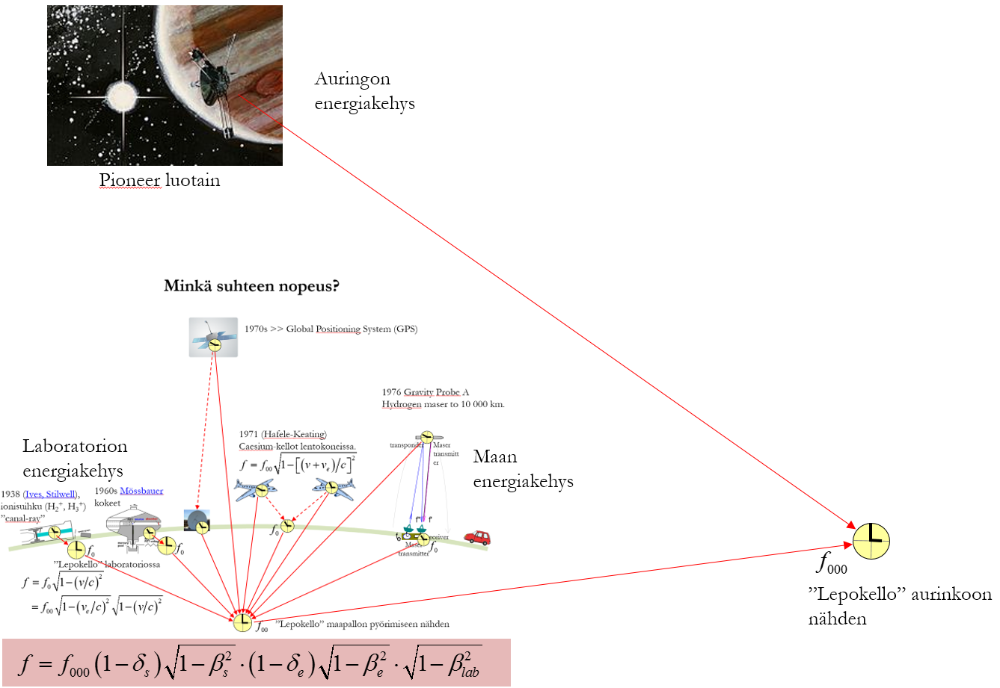 Auringon
energiakehys
Pioneer luotain
Minkä suhteen nopeus?
1970s >> Global Positioning System (GPS)
1976 Gravity Probe A
Hydrogen maser to 10 000 km.
1971 (Hafele-Keating)
Caesium-kellot lentokoneissa.
f = f₀₀√(1−[(v+vₑ)/c]²)
transponder
Maser
transmitt
er
Laboratorion
energiakehys
Maan
energiakehys
1938 (Ives, Stilwell),
ionisuihku (H₂⁺, H₃⁺)
”canal-ray”
1960s Mössbauer
kokeet
f₀
f₀
f₀
f" f'
receiver
f₀
Maser
transmitter
”Lepokello” laboratoriossa
f = f₀√(1−(v/c)²)
= f₀₀√(1−(vₑ/c)²)√(1−(v/c)²)
f₀₀ ”Lepokello” maapallon pyörimiseen nähden
f₀₀₀
”Lepokello” aurinkoon
nähden
f = f₀₀₀(1−δₛ)√(1−βₛ²)·(1−δₑ)√(1−βₑ²)·√(1−β²_lab)